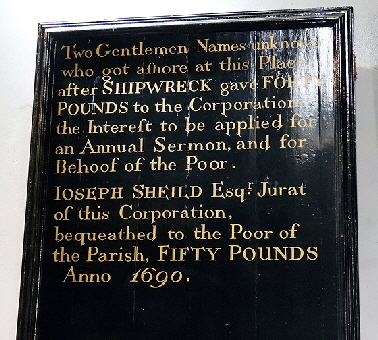 Two Gentlemen Names unknown
who got aſhore at this Place
after SHIPWRECK gave FORTY
POUNDS to the Corporation
the Intereſt to be applied for
an Annual Sermon, and for
Behoof of the Poor.
IOSEPH SHEILD Esqr. Jurat
of this Corporation,
bequeathed to the Poor of
the Parish, FIFTY POUNDS
Anno 1690.